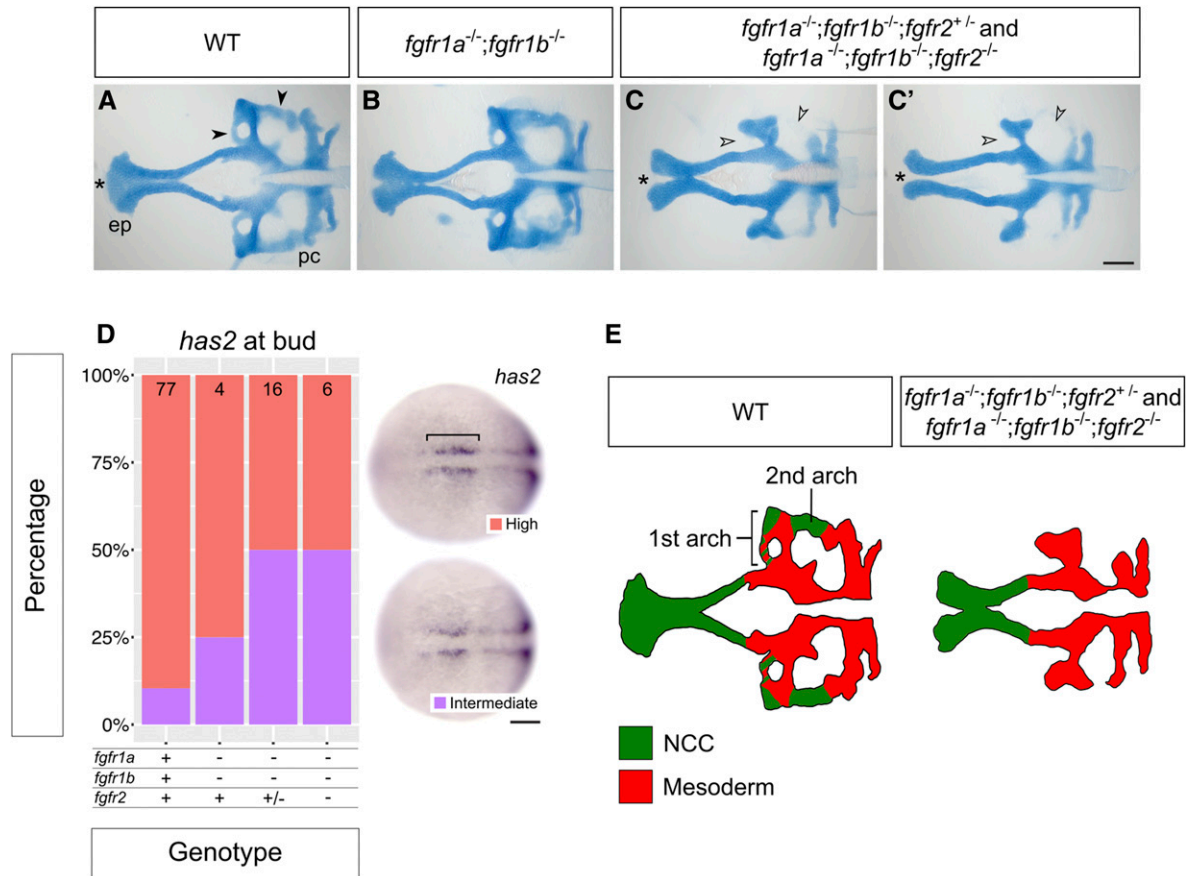 WT
fgfr1a-/-;fgfr1b-/-
fgfr1a-/-;fgfr1b-/-;fgfr2+/- and
fgfr1a -/-;fgfr1b-/-;fgfr2-/-
A
B
C
C'
*
ep
pc
*
*
D
has2 at bud
Percentage
100%
75%
50%
25%
0%
77
4
16
6
has2
High
Intermediate
fgfr1a + - - -
fgfr1b + - - -
fgfr2 + + +/- -
Genotype
E
WT
fgfr1a-/-;fgfr1b-/-;fgfr2+/- and
fgfr1a -/-;fgfr1b-/-;fgfr2-/-
2nd arch
1st arch
NCC
Mesoderm